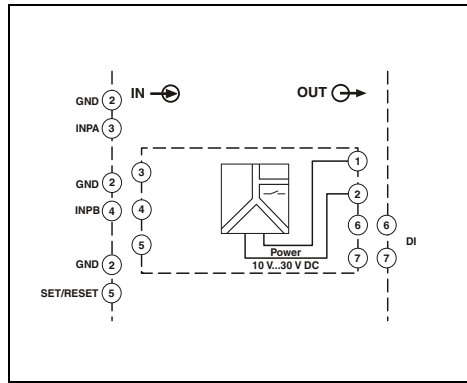 IN
OUT
GND 2
INPA 3
1
3
GND 2
2
INPB 4
4
6
6
DI
5
GND 2
Power
7
7
10 V...30 V DC
SET/RESET 5